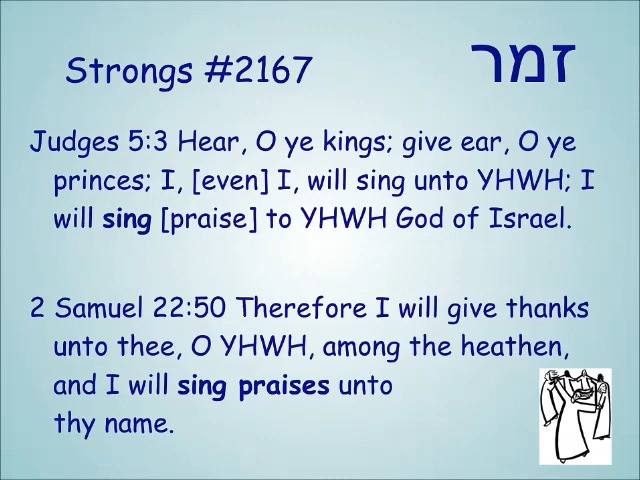 Strongs #2167 זמר
Judges 5:3 Hear, O ye kings; give ear, O ye
princes; I, [even] I, will sing unto YHWH; I
will sing [praise] to YHWH God of Israel.
2 Samuel 22:50 Therefore I will give thanks
unto thee, O YHWH, among the heathen,
and I will sing praises unto
thy name.